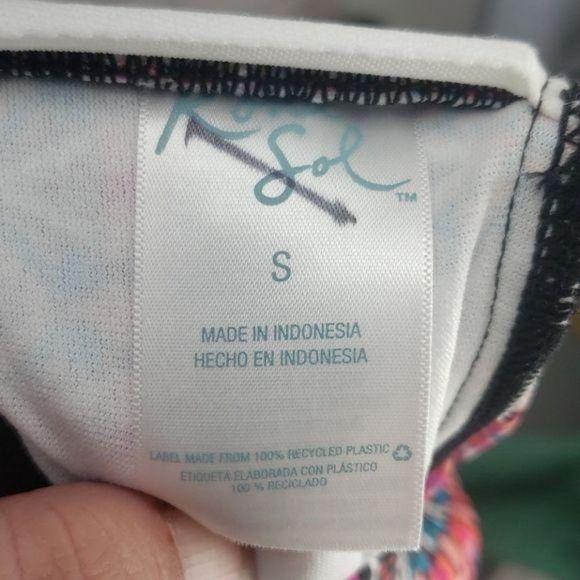 Sol™
S
MADE IN INDONESIA
HECHO EN INDONESIA
LABEL MADE FROM 100% RECYCLED PLASTIC
ETIQUETA ELABORADA CON PLÁSTICO
100 % RECICLADO